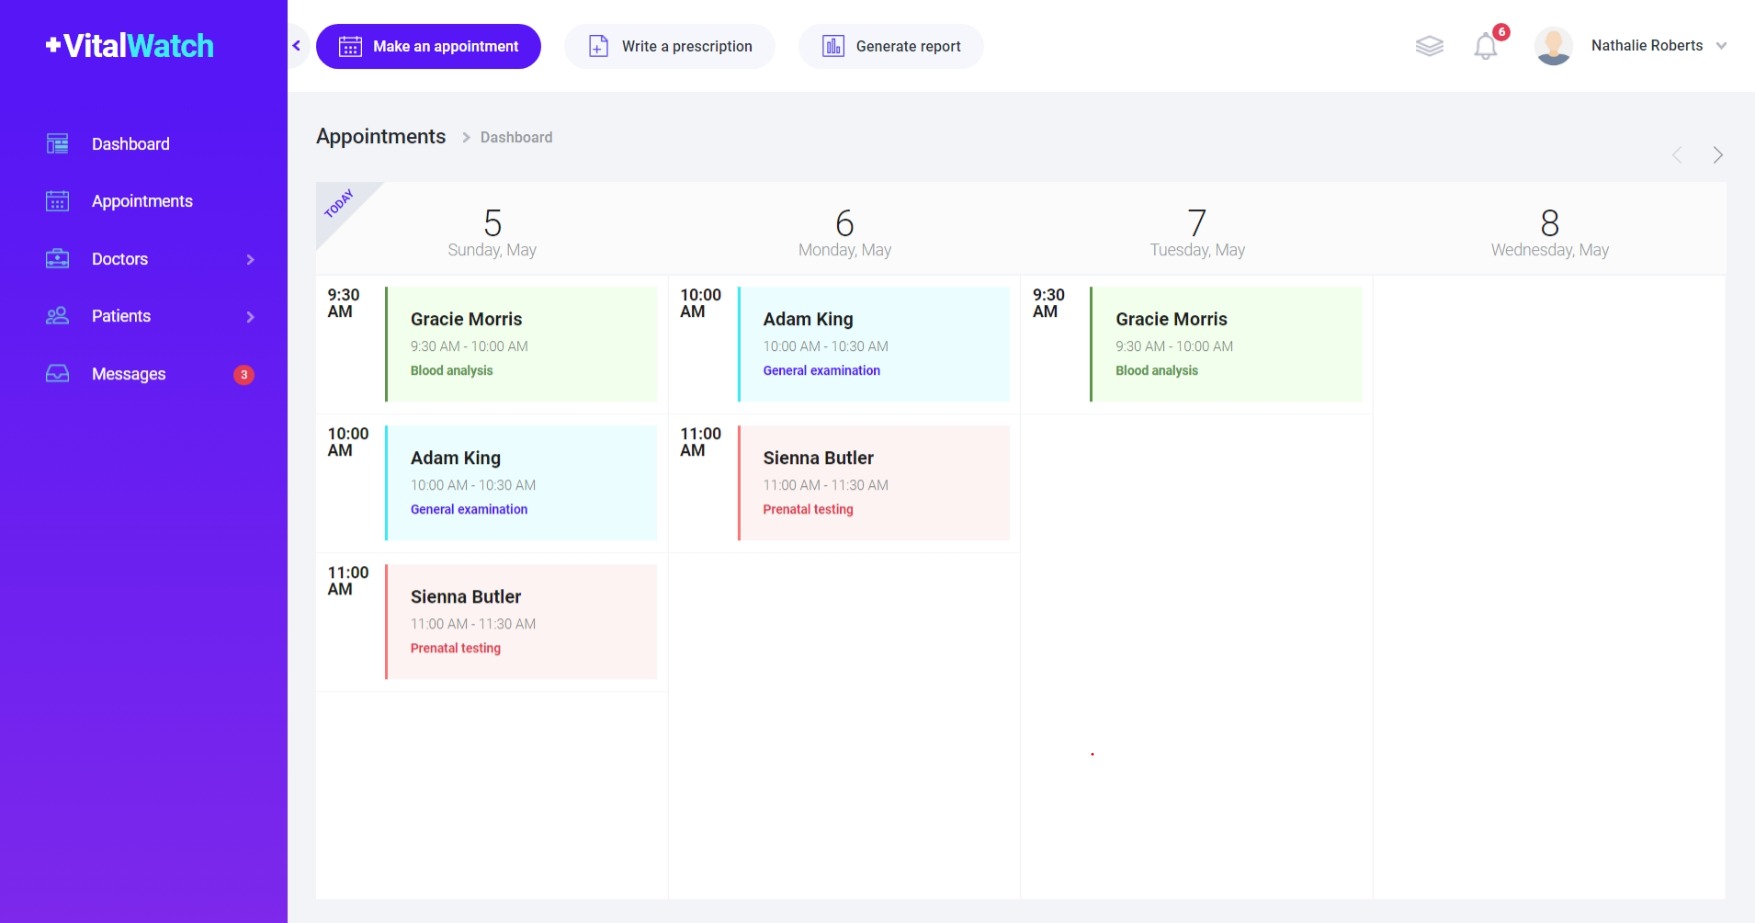 VitalWatch
Make an appointment
Write a prescription
Generate report
6
Nathalie Roberts
Dashboard
Appointments
Doctors
Patients
Messages
3
Appointments > Dashboard
TODAY
5
Sunday, May
6
Monday, May
7
Tuesday, May
8
Wednesday, May
9:30
AM
Gracie Morris
9:30 AM - 10:00 AM
Blood analysis
10:00
AM
Adam King
10:00 AM - 10:30 AM
General examination
11:00
AM
Sienna Butler
11:00 AM - 11:30 AM
Prenatal testing
10:00
AM
Adam King
10:00 AM - 10:30 AM
General examination
11:00
AM
Sienna Butler
11:00 AM - 11:30 AM
Prenatal testing
9:30
AM
Gracie Morris
9:30 AM - 10:00 AM
Blood analysis